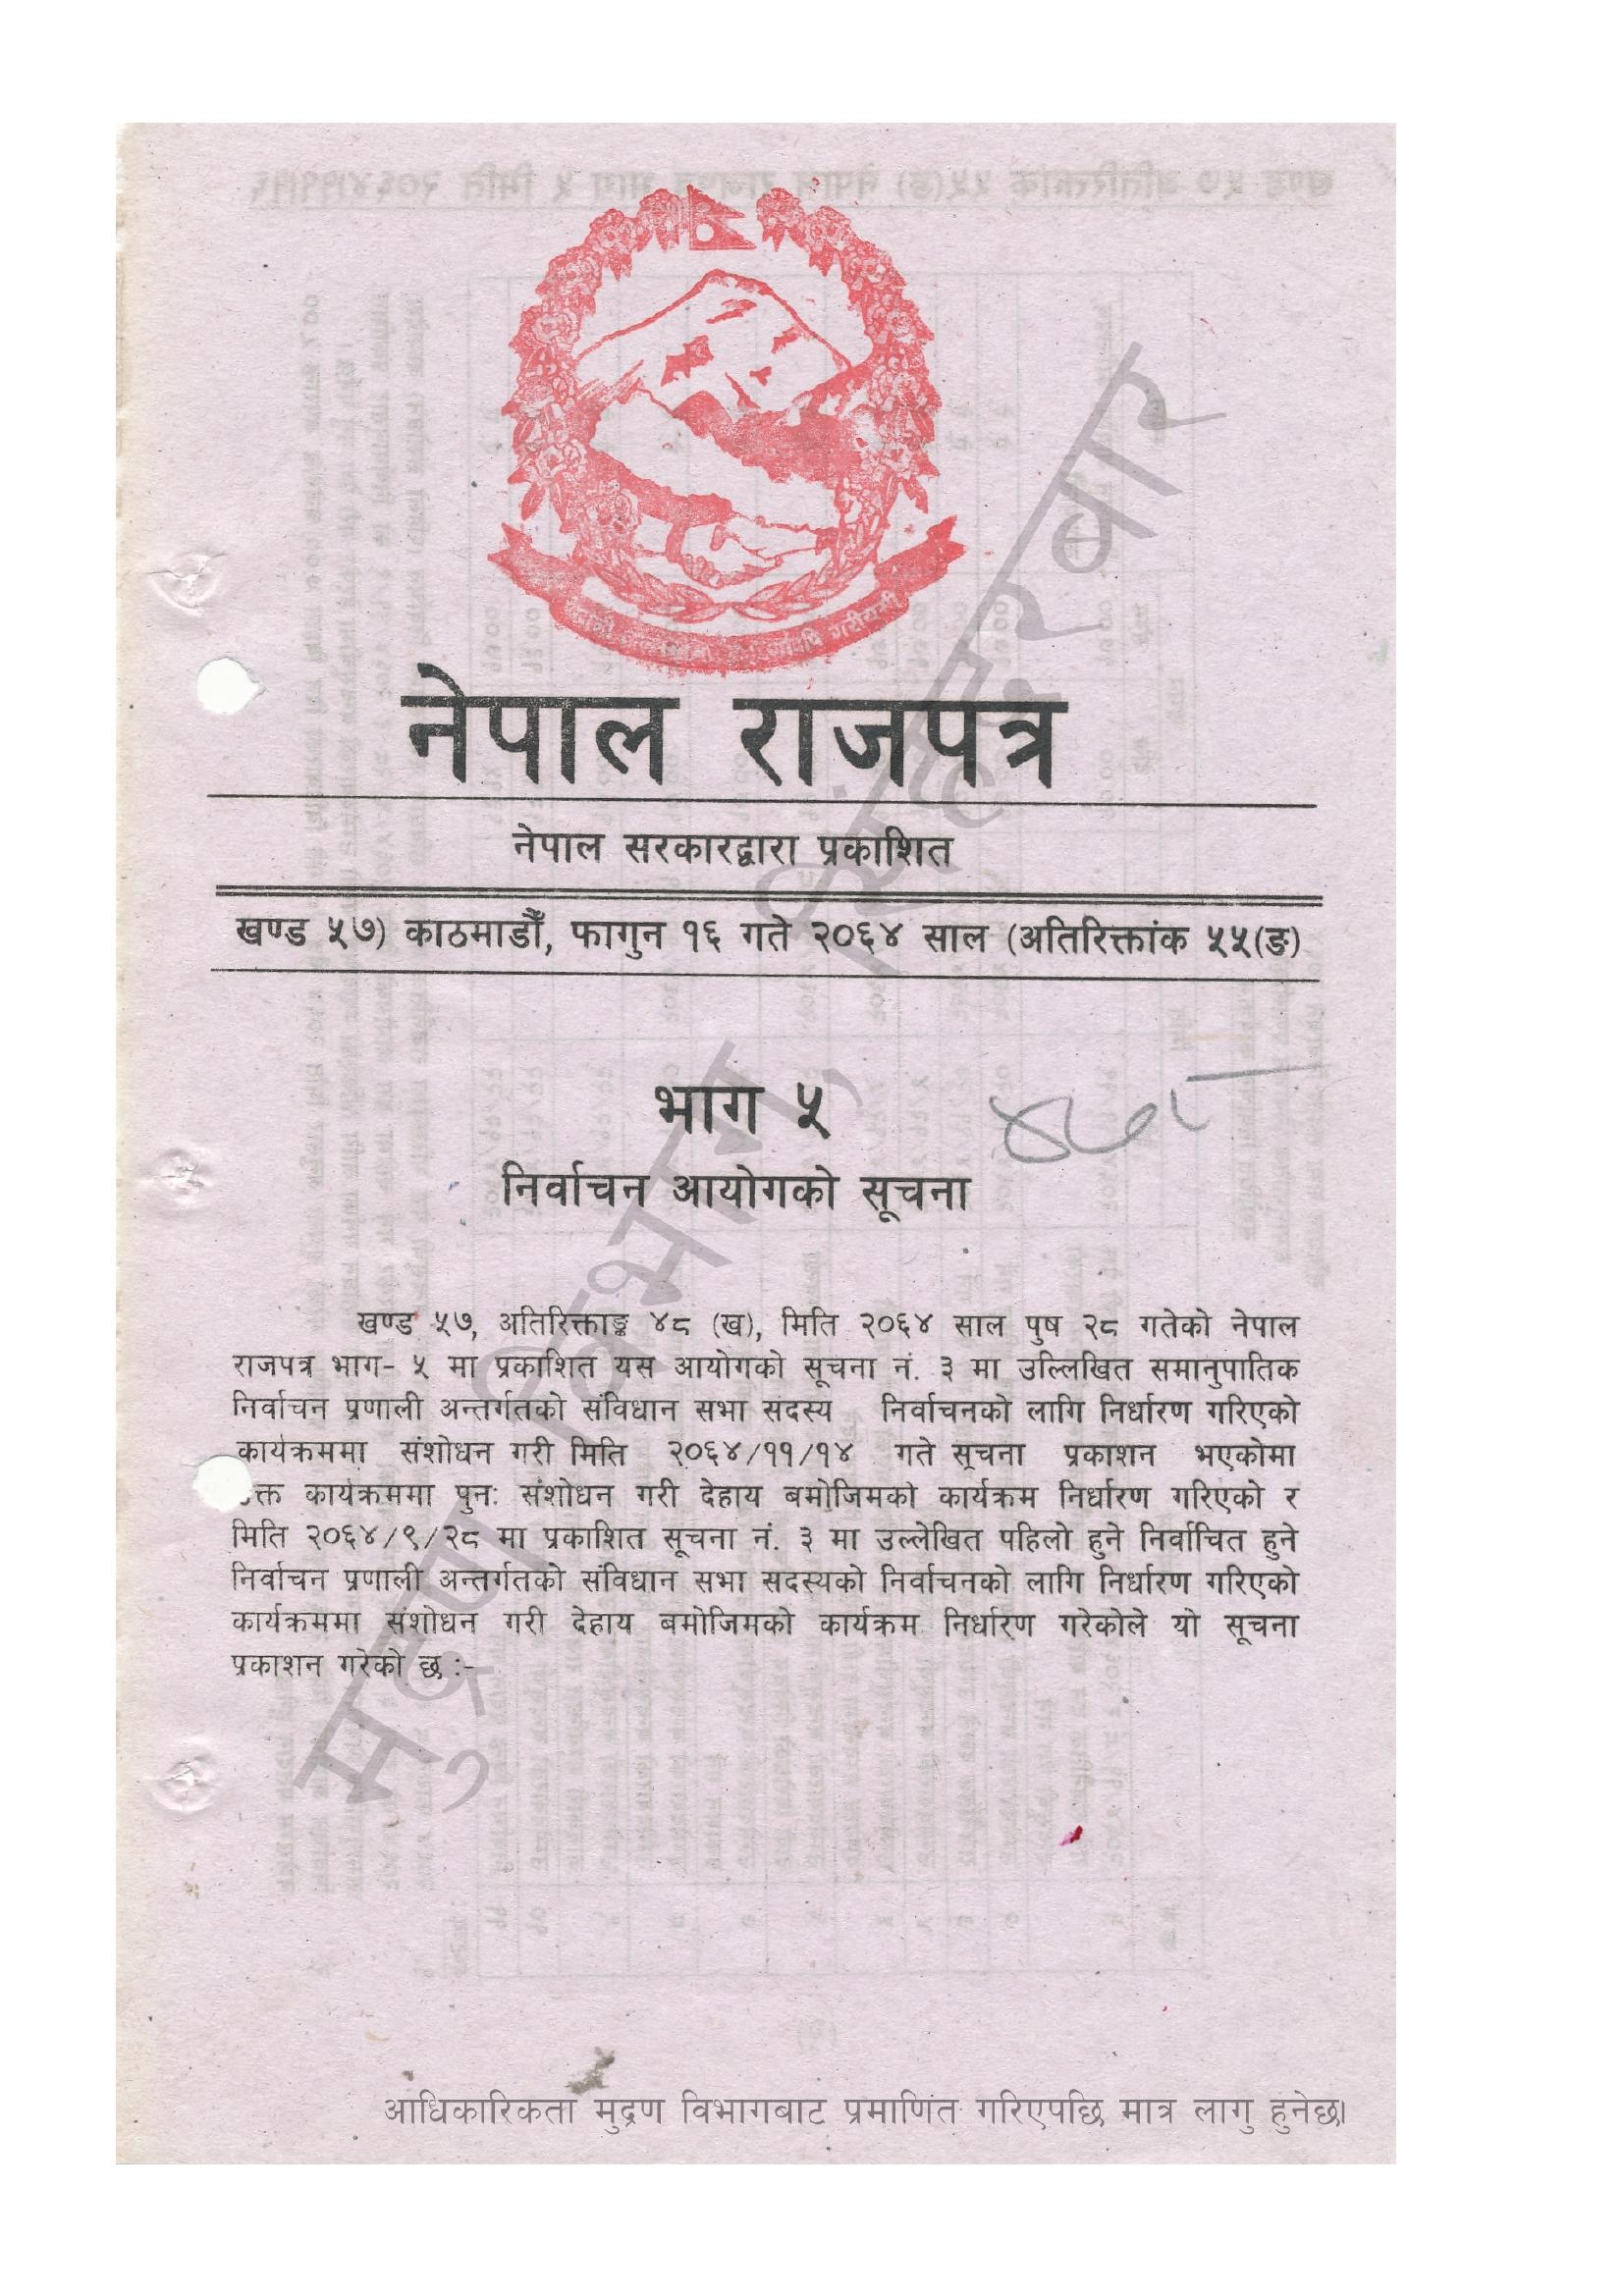 नेपाल राजपत्र
नेपाल सरकारद्वारा प्रकाशित
खण्ड ५७) काठमाडौँ, फागुन १६ गते २०६४ साल (अतिरिक्तांक ५५(ङ)
भाग ५
निर्वाचन आयोगको सूचना
खण्ड ५७, अतिरिक्ताङ्क ४८ (ख), मिति २०६४ साल पुष २८ गतेको नेपाल
राजपत्र भाग- ५ मा प्रकाशित यस आयोगको सूचना नं. ३ मा उल्लिखित समानुपातिक
निर्वाचन प्रणाली अन्तर्गतको संविधान सभा सदस्य निर्वाचनको लागि निर्धारण गरिएको
कार्यक्रममा संशोधन गरी मिति २०६४/११/१४ गते सूचना प्रकाशन भएकोमा
उक्त कार्यक्रममा पुनः संशोधन गरी देहाय बमोजिमको कार्यक्रम निर्धारण गरिएको र
मिति २०६४/९/२८ मा प्रकाशित सूचना नं. ३ मा उल्लेखित पहिलो हुने निर्वाचित हुने
निर्वाचन प्रणाली अन्तर्गतको संविधान सभा सदस्यको निर्वाचनको लागि निर्धारण गरिएको
कार्यक्रममा संशोधन गरी देहाय बमोजिमको कार्यक्रम निर्धारण गरेकोले यो सूचना
प्रकाशन गरेको छ :-
मुद्रण विभाग, सिंहदरबार
आधिकारिकता मुद्रण विभागबाट प्रमाणित गरिएपछि मात्र लागु हुनेछ।